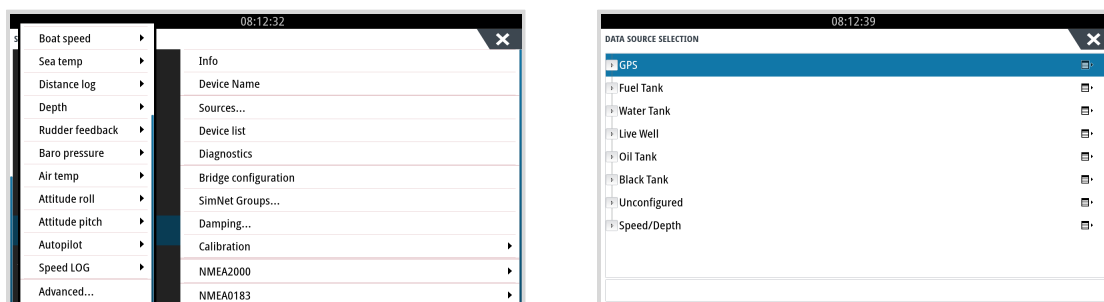 08:12:32
Boat speed
Sea temp
Distance log
Depth
Rudder feedback
Baro pressure
Air temp
Attitude roll
Attitude pitch
Autopilot
Speed LOG
Advanced...
Info
Device Name
Sources...
Device list
Diagnostics
Bridge configuration
SimNet Groups...
Damping...
Calibration
NMEA2000
NMEA0183
08:12:39
DATA SOURCE SELECTION
GPS
Fuel Tank
Water Tank
Live Well
Oil Tank
Black Tank
Unconfigured
Speed/Depth